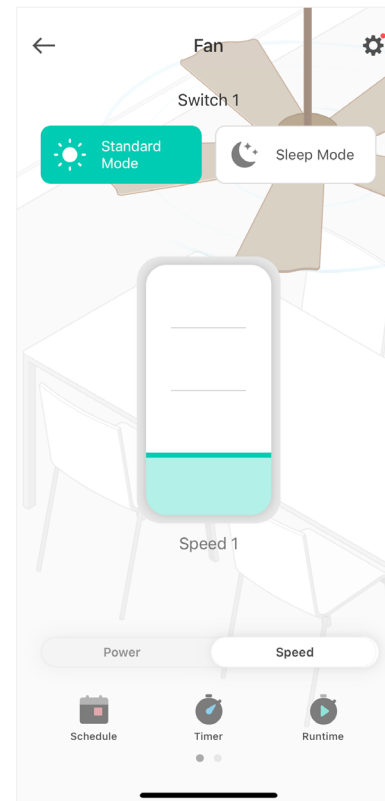 Fan
Switch 1
Standard
Mode
Sleep Mode
Speed 1
Power
Speed
Schedule
Timer
Runtime